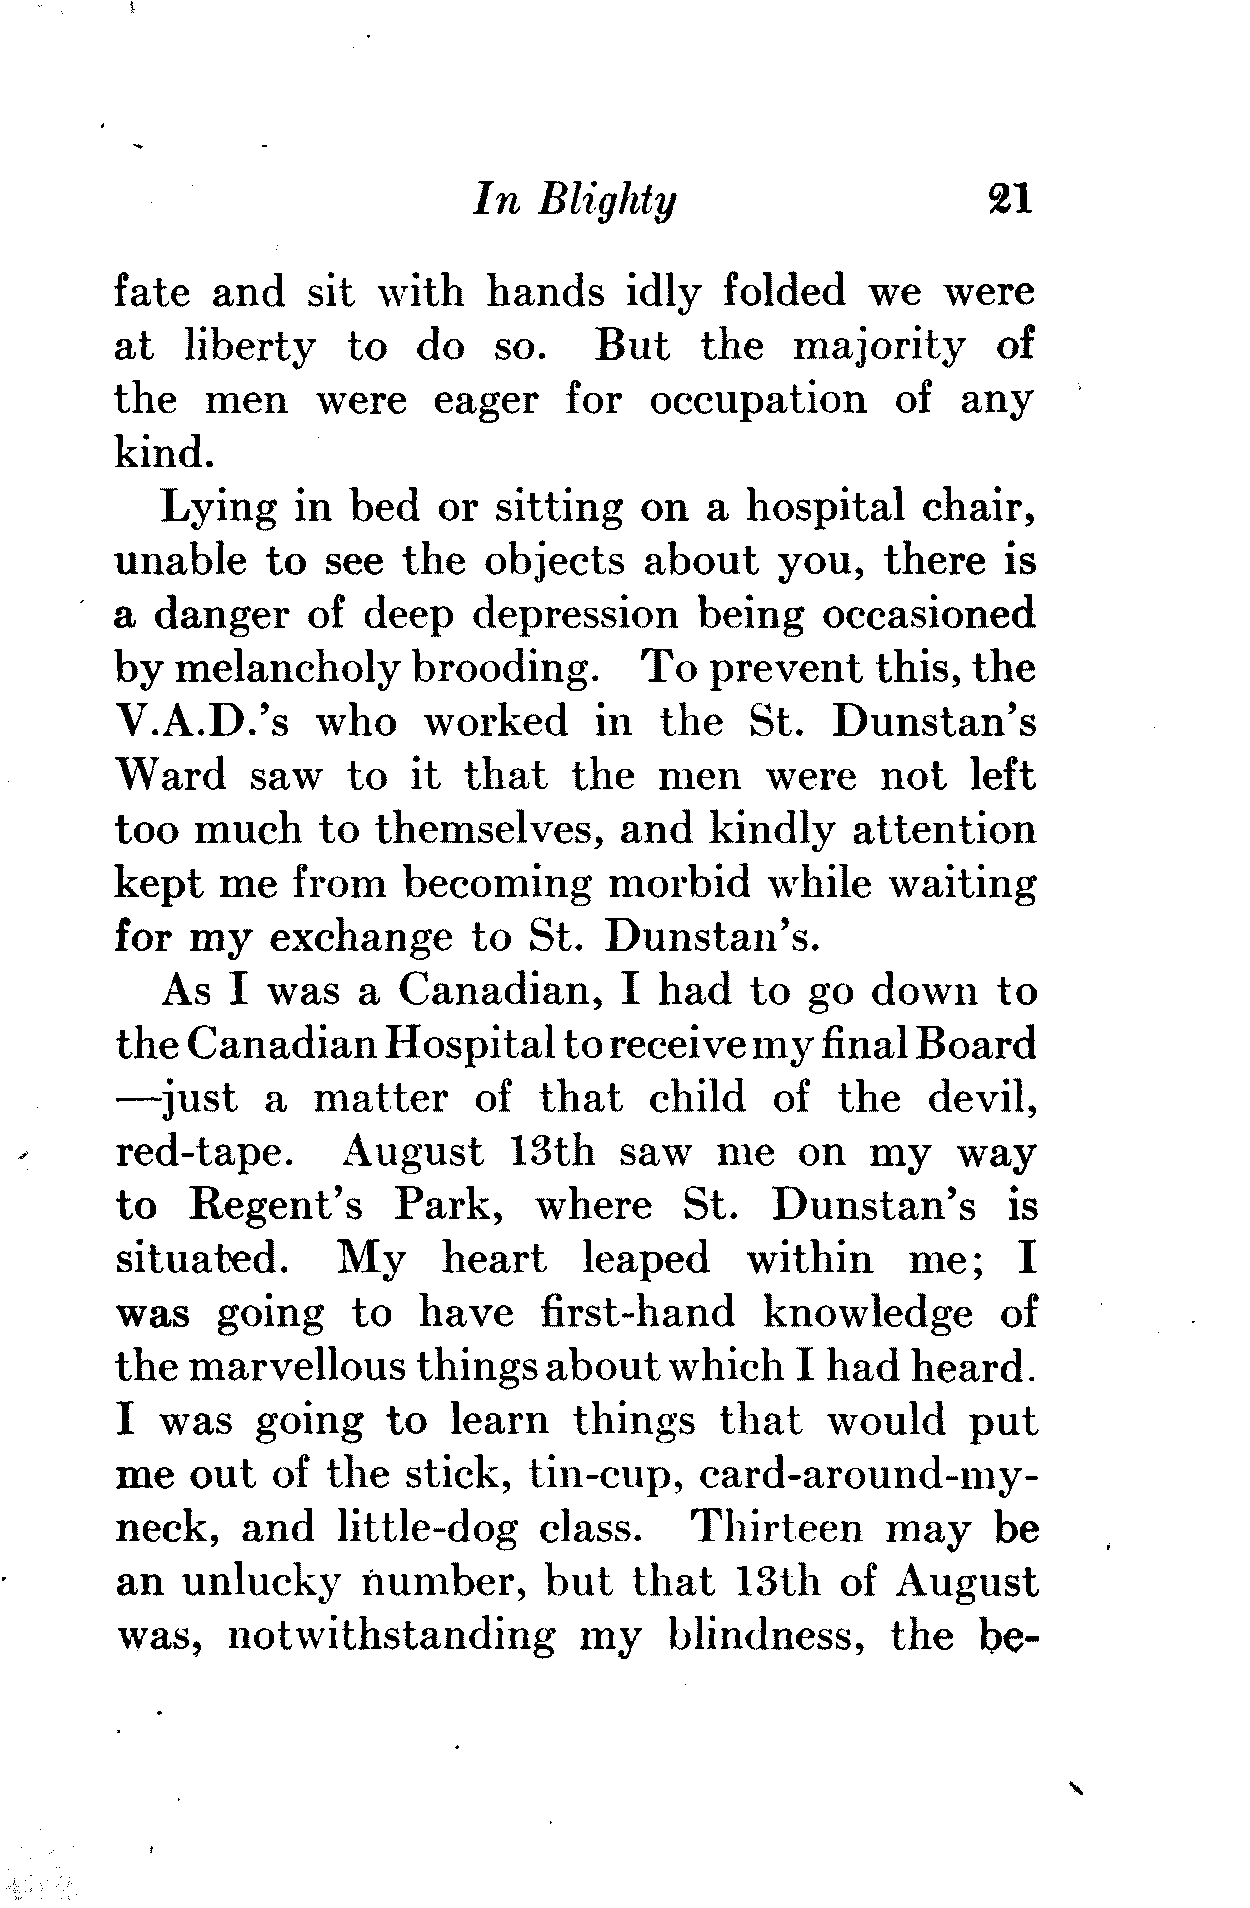 In Blighty 21
fate and sit with hands idly folded we were
at liberty to do so. But the majority of
the men were eager for occupation of any
kind.
Lying in bed or sitting on a hospital chair,
unable to see the objects about you, there is
a danger of deep depression being occasioned
by melancholy brooding. To prevent this, the
V.A.D.'s who worked in the St. Dunstan's
Ward saw to it that the men were not left
too much to themselves, and kindly attention
kept me from becoming morbid while waiting
for my exchange to St. Dunstan's.
As I was a Canadian, I had to go down to
the Canadian Hospital to receive my final Board
—just a matter of that child of the devil,
red-tape. August 13th saw me on my way
to Regent's Park, where St. Dunstan's is
situated. My heart leaped within me; I
was going to have first-hand knowledge of
the marvellous things about which I had heard.
I was going to learn things that would put
me out of the stick, tin-cup, card-around-my-
neck, and little-dog class. Thirteen may be
an unlucky number, but that 13th of August
was, notwithstanding my blindness, the be-